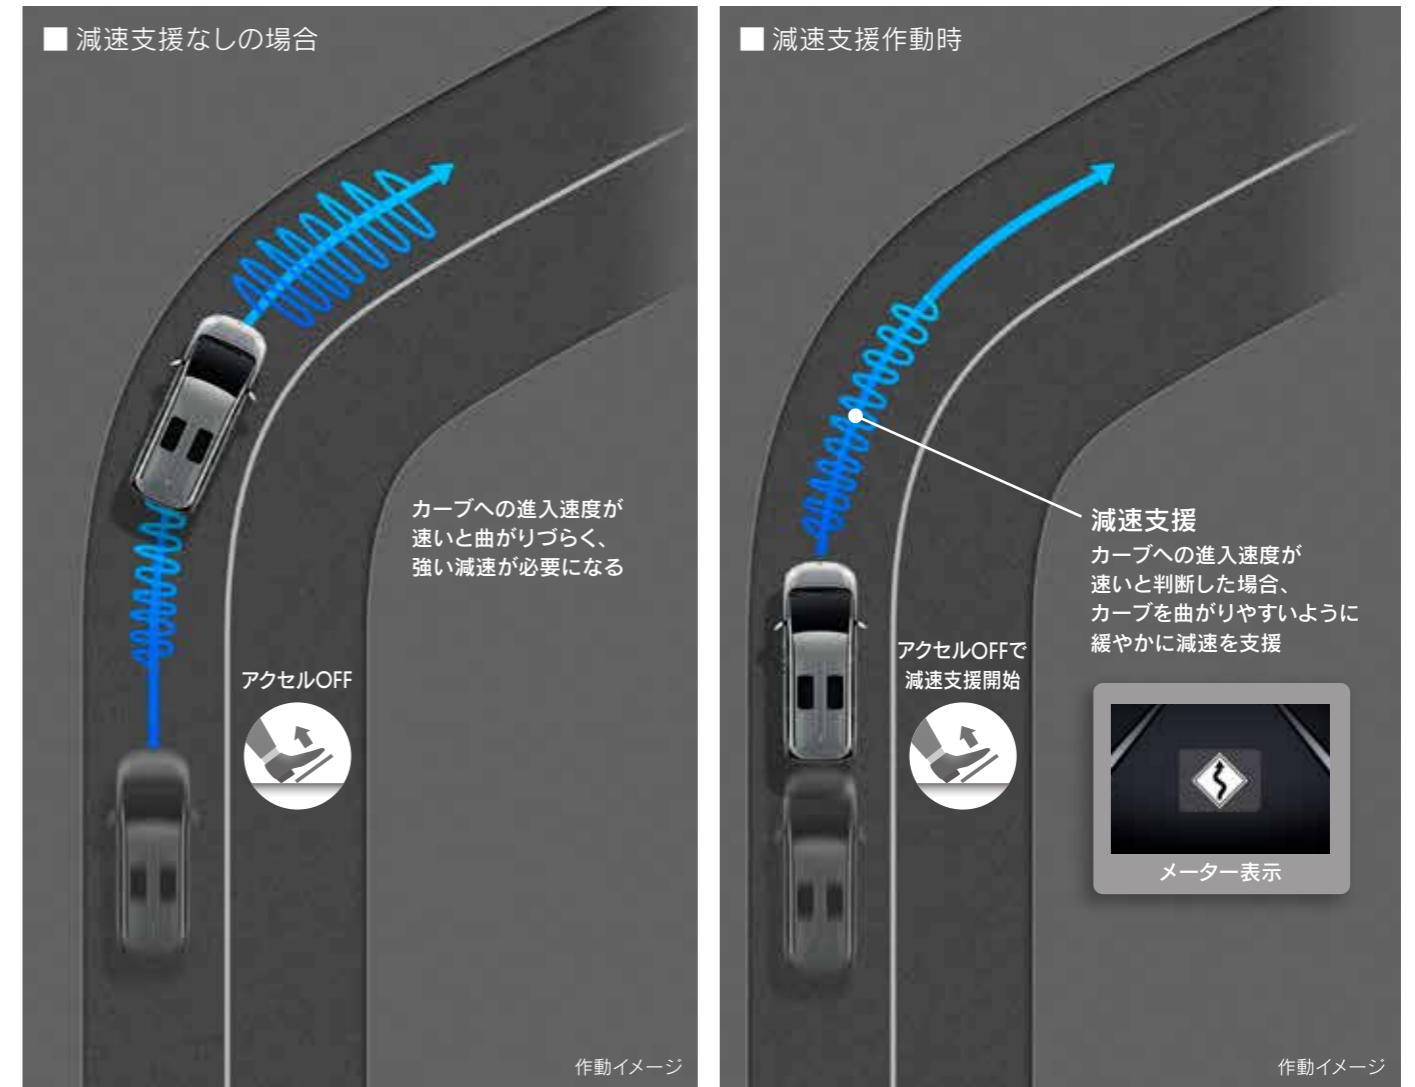 ■ 減速支援なしの場合
カーブへの進入速度が
速いと曲がりづらく、
強い減速が必要になる
アクセルOFF
作動イメージ
■ 減速支援作動時
減速支援
カーブへの進入速度が
速いと判断した場合、
カーブを曲がりやすいように
緩やかに減速を支援
アクセルOFFで
減速支援開始
メーター表示
作動イメージ